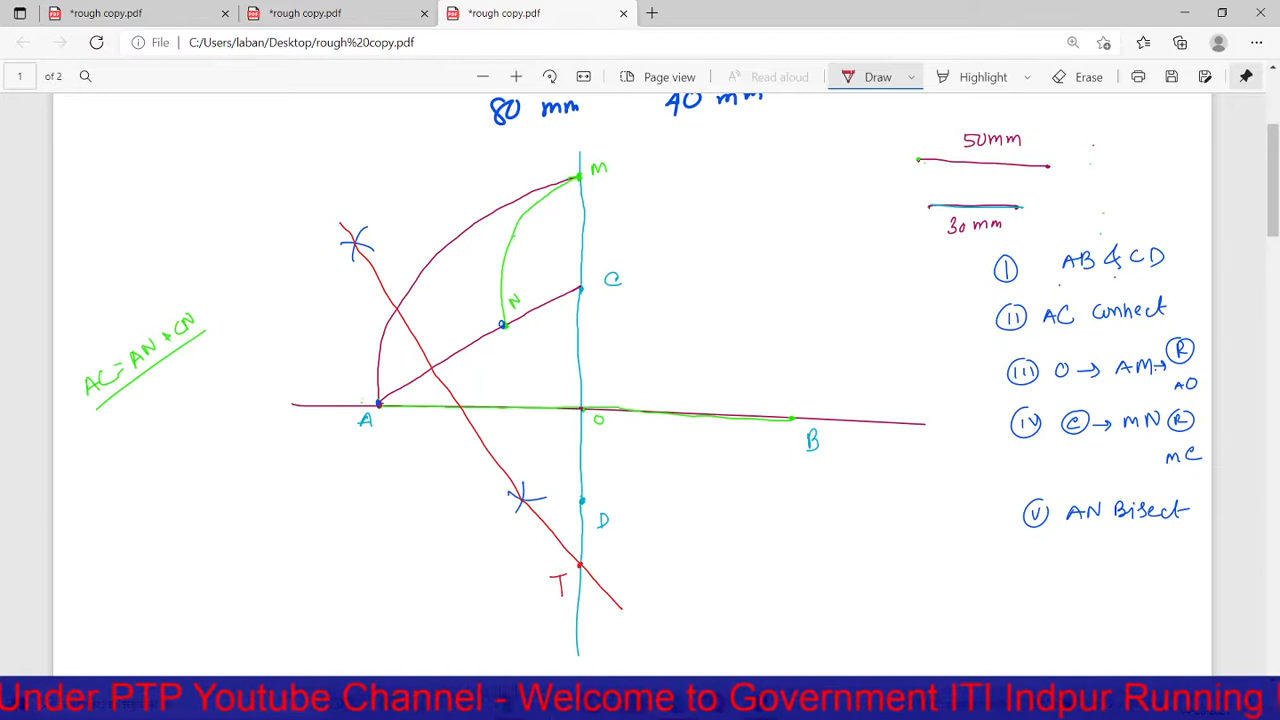 *rough copy.pdf
*rough copy.pdf
*rough copy.pdf
File
C:/Users/laban/Desktop/rough%20copy.pdf
1
of 2
Page view
Read aloud
Draw
Highlight
Erase
80 mm
40 mm
50mm
30mm
M
C
N
A
O
B
D
T
AC=AN+CN
I AB & CD
II AC Connect
III O → AM → R
AO
IV C → MN R
MC
V AN Bisect
Under PTP Youtube Channel - Welcome to Government ITI Indpur Running